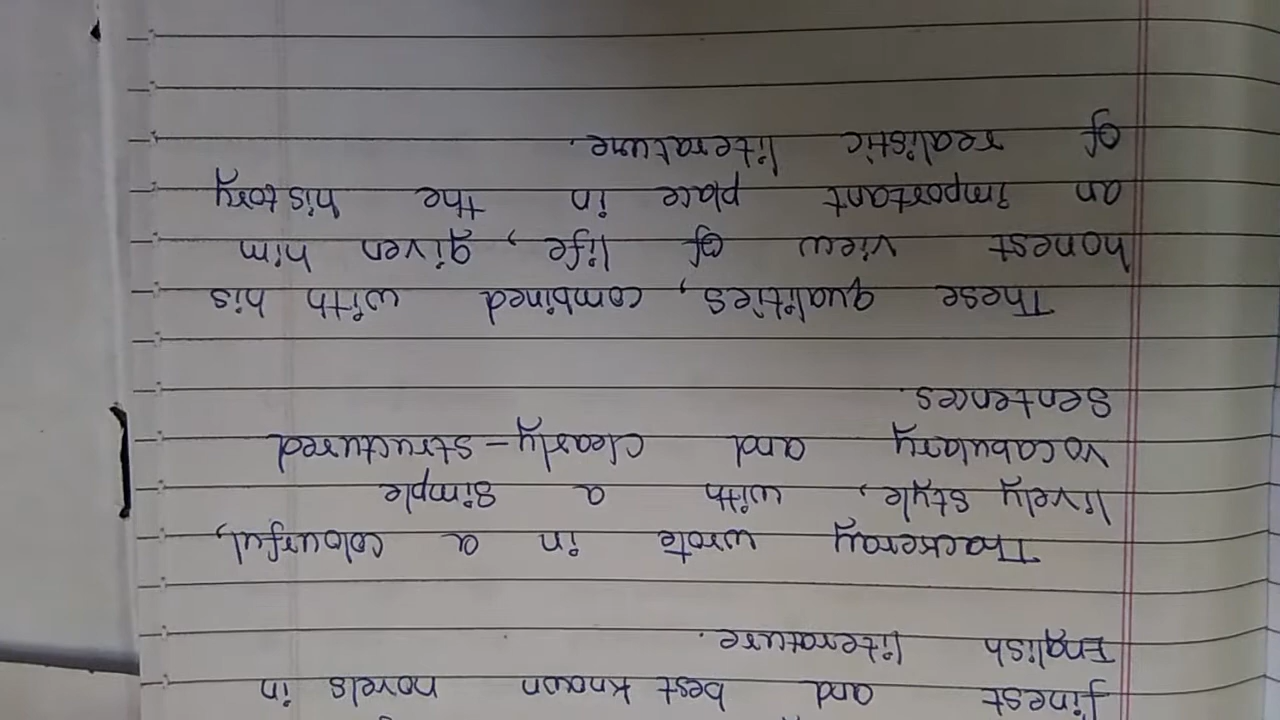 finest and best known novels in
English literature.
Thackeray wrote in a colourful,
lively style, with a simple
vocabulary and clearly-structured
sentences.
These qualities, combined with his
honest view of life, given him
an important place in the history
of realistic literature.